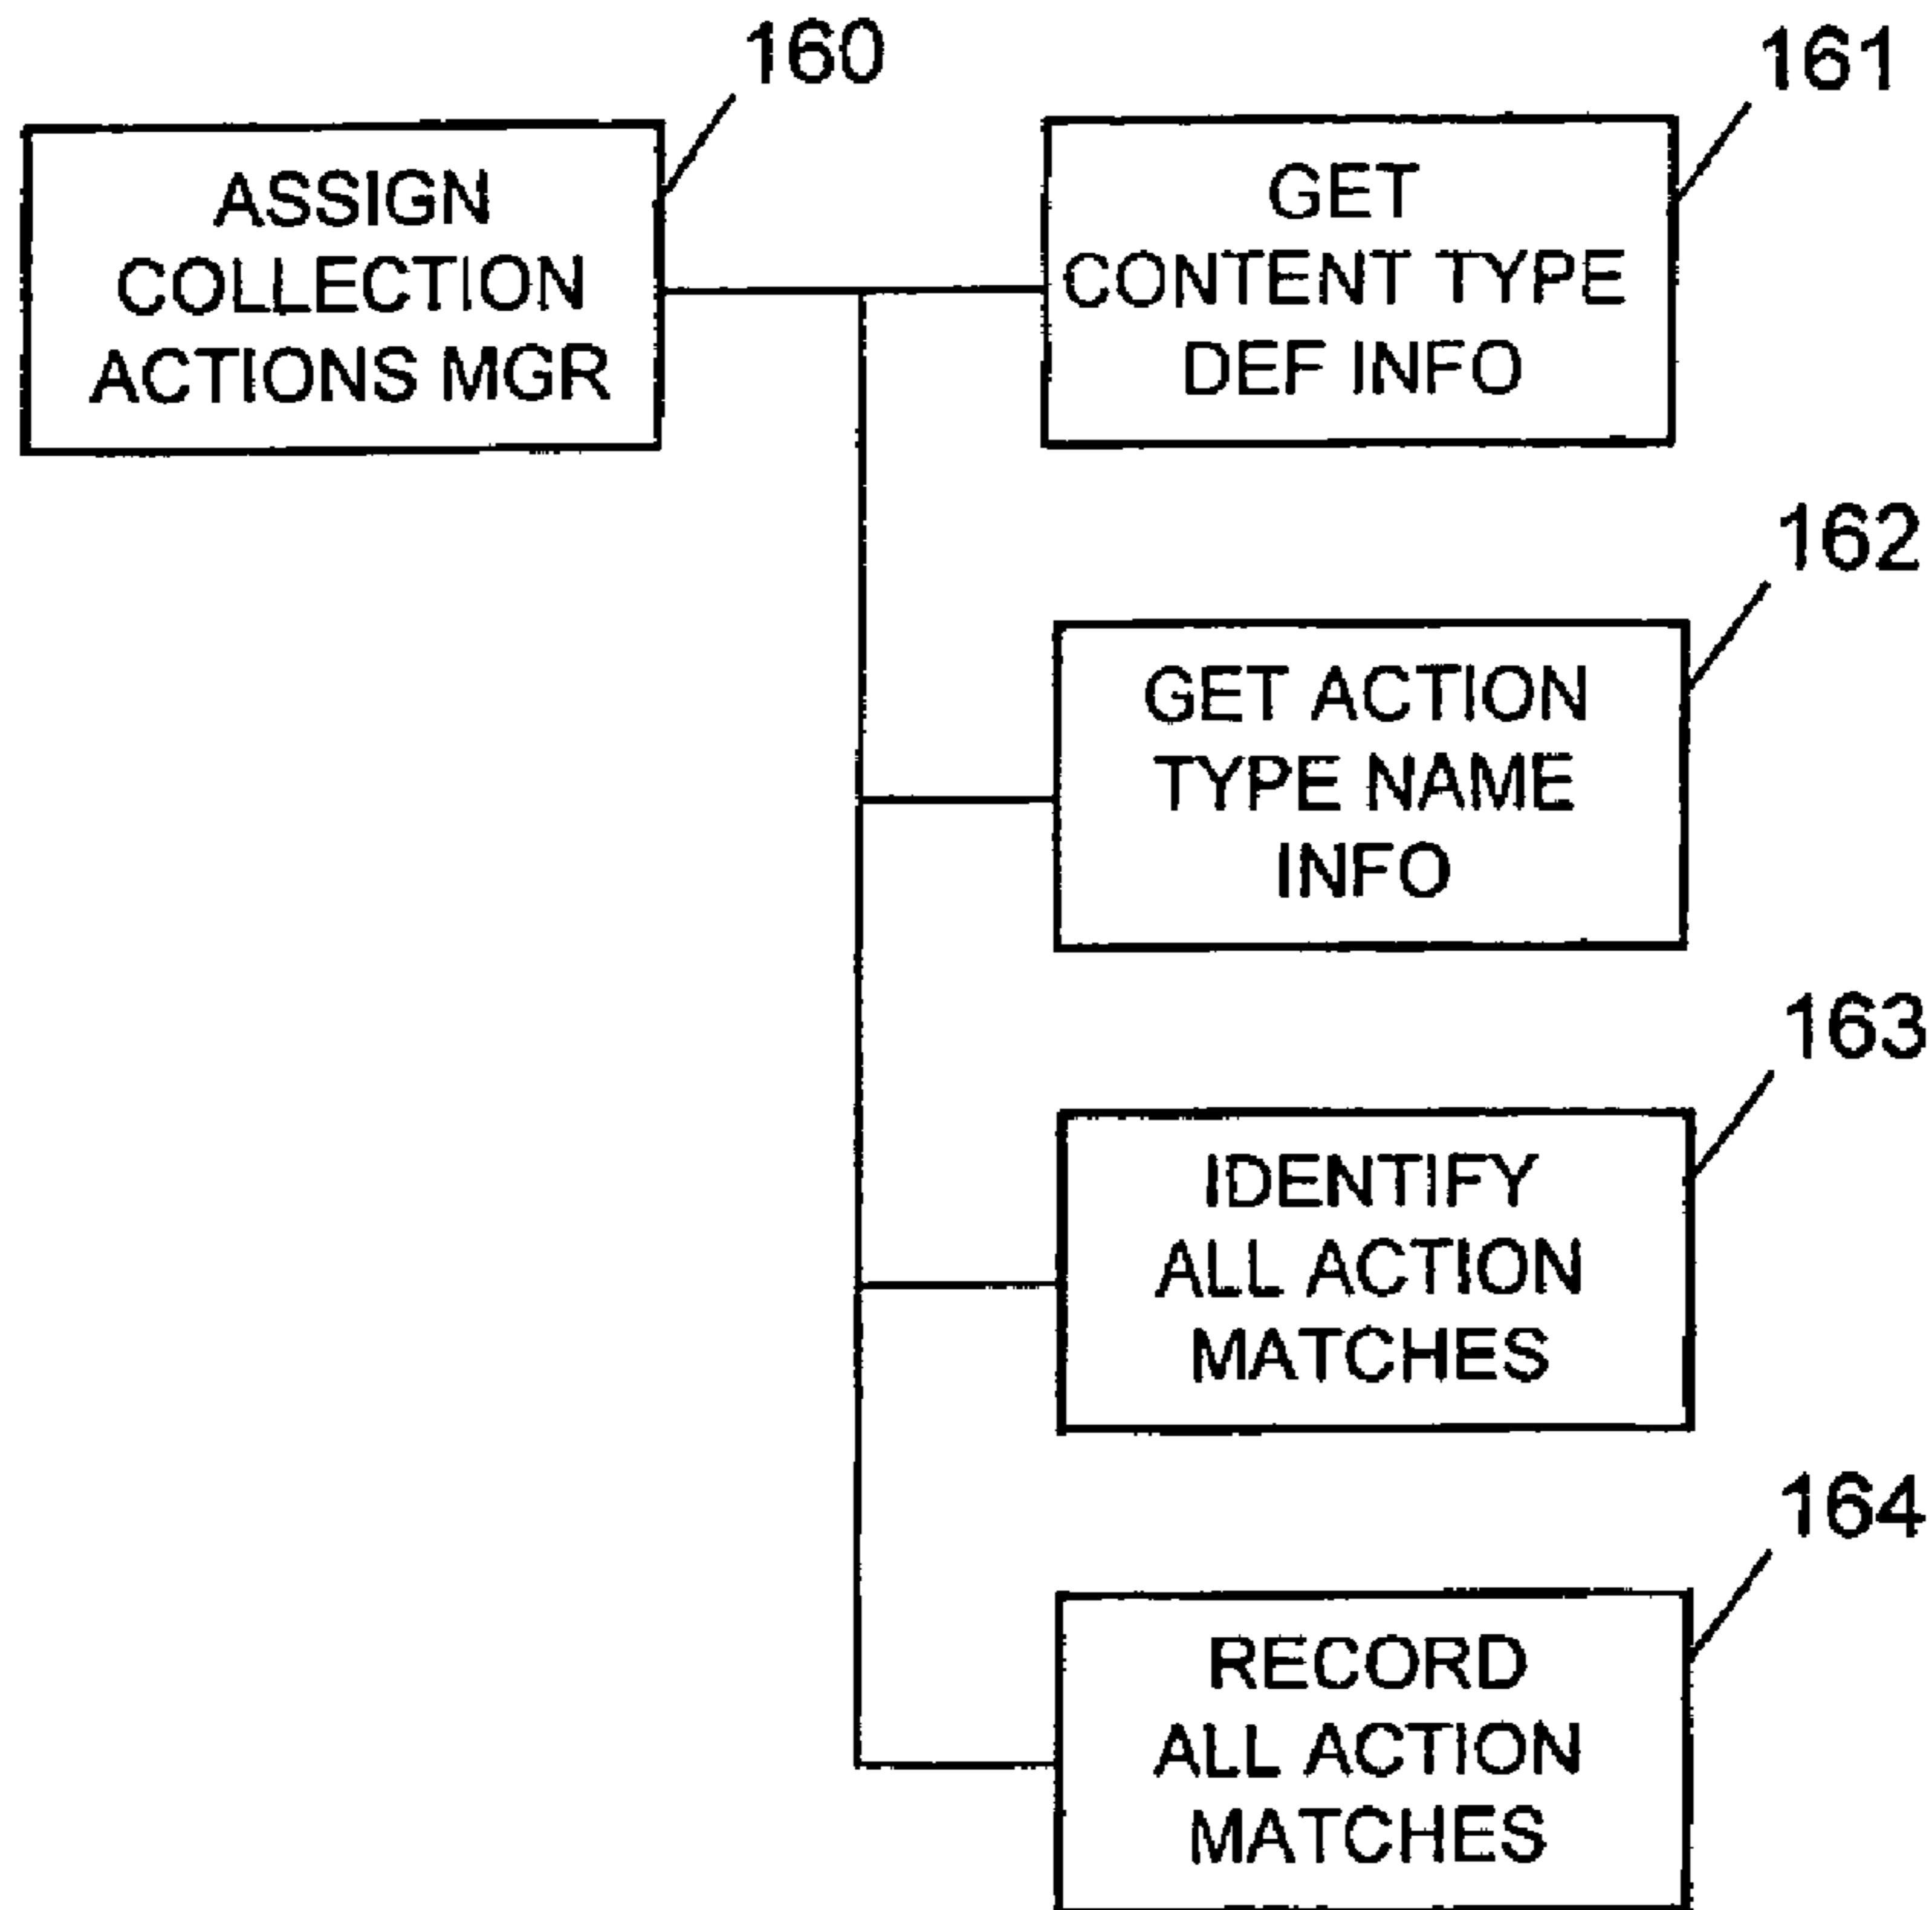 160
ASSIGN
COLLECTION
ACTIONS MGR
161
GET
CONTENT TYPE
DEF INFO
162
GET ACTION
TYPE NAME
INFO
163
IDENTIFY
ALL ACTION
MATCHES
164
RECORD
ALL ACTION
MATCHES